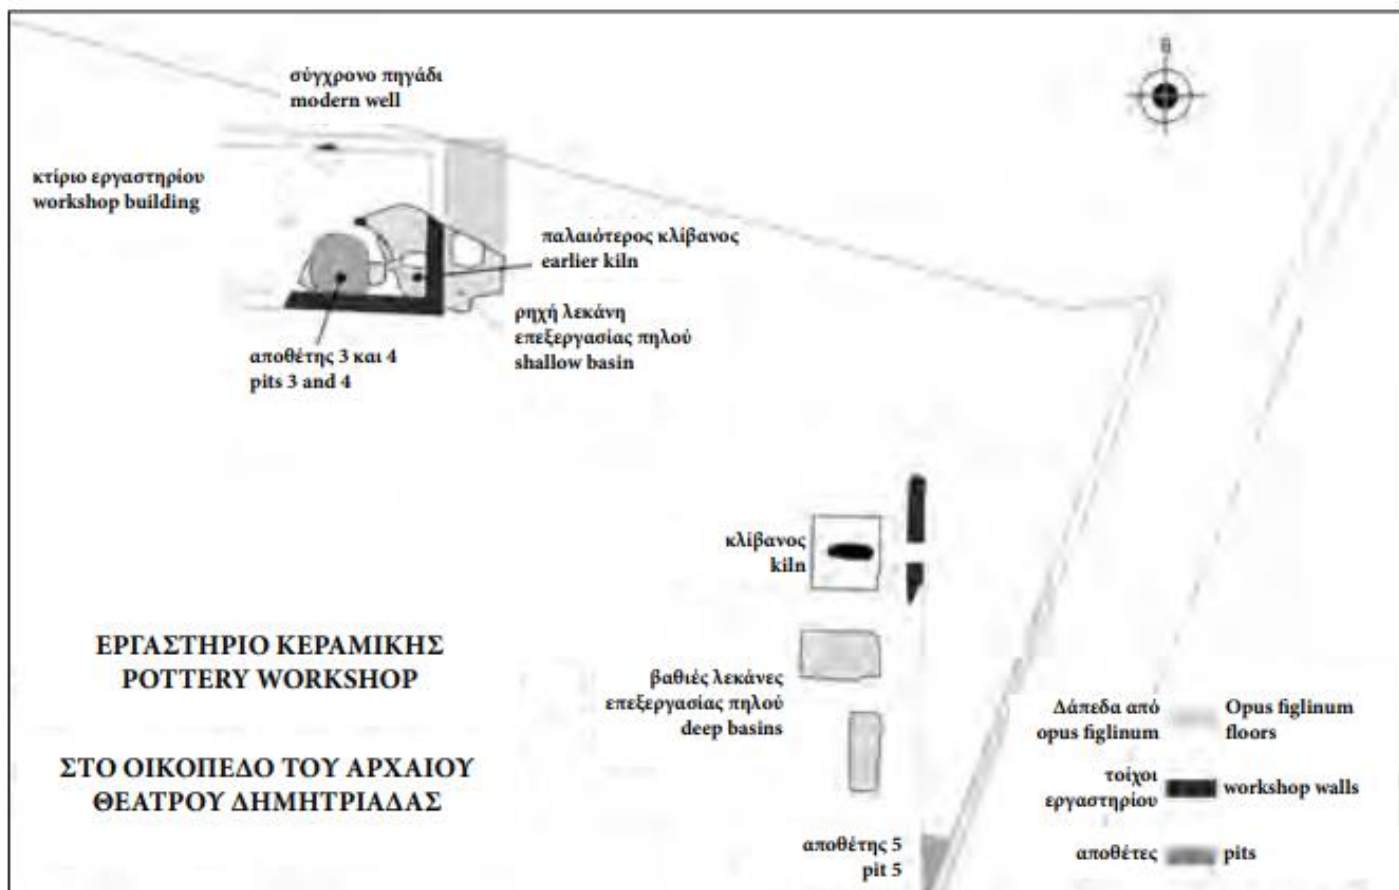 Β
σύγχρονο πηγάδι
modern well
κτίριο εργαστηρίου
workshop building
παλαιότερος κλίβανος
earlier kiln
ρηχή λεκάνη
επεξεργασίας πηλού
shallow basin
αποθέτης 3 και 4
pits 3 and 4
κλίβανος
kiln
ΕΡΓΑΣΤΗΡΙΟ ΚΕΡΑΜΙΚΗΣ
POTTERY WORKSHOP
βαθιές λεκάνες
επεξεργασίας πηλού
deep basins
ΣΤΟ ΟΙΚΟΠΕΔΟ ΤΟΥ ΑΡΧΑΙΟΥ
ΘΕΑΤΡΟΥ ΔΗΜΗΤΡΙΑΔΑΣ
αποθέτης 5
pit 5
Δάπεδα από
opus figlinum
Opus figlinum
floors
τοίχοι
εργαστηρίου
workshop walls
αποθέτες
pits